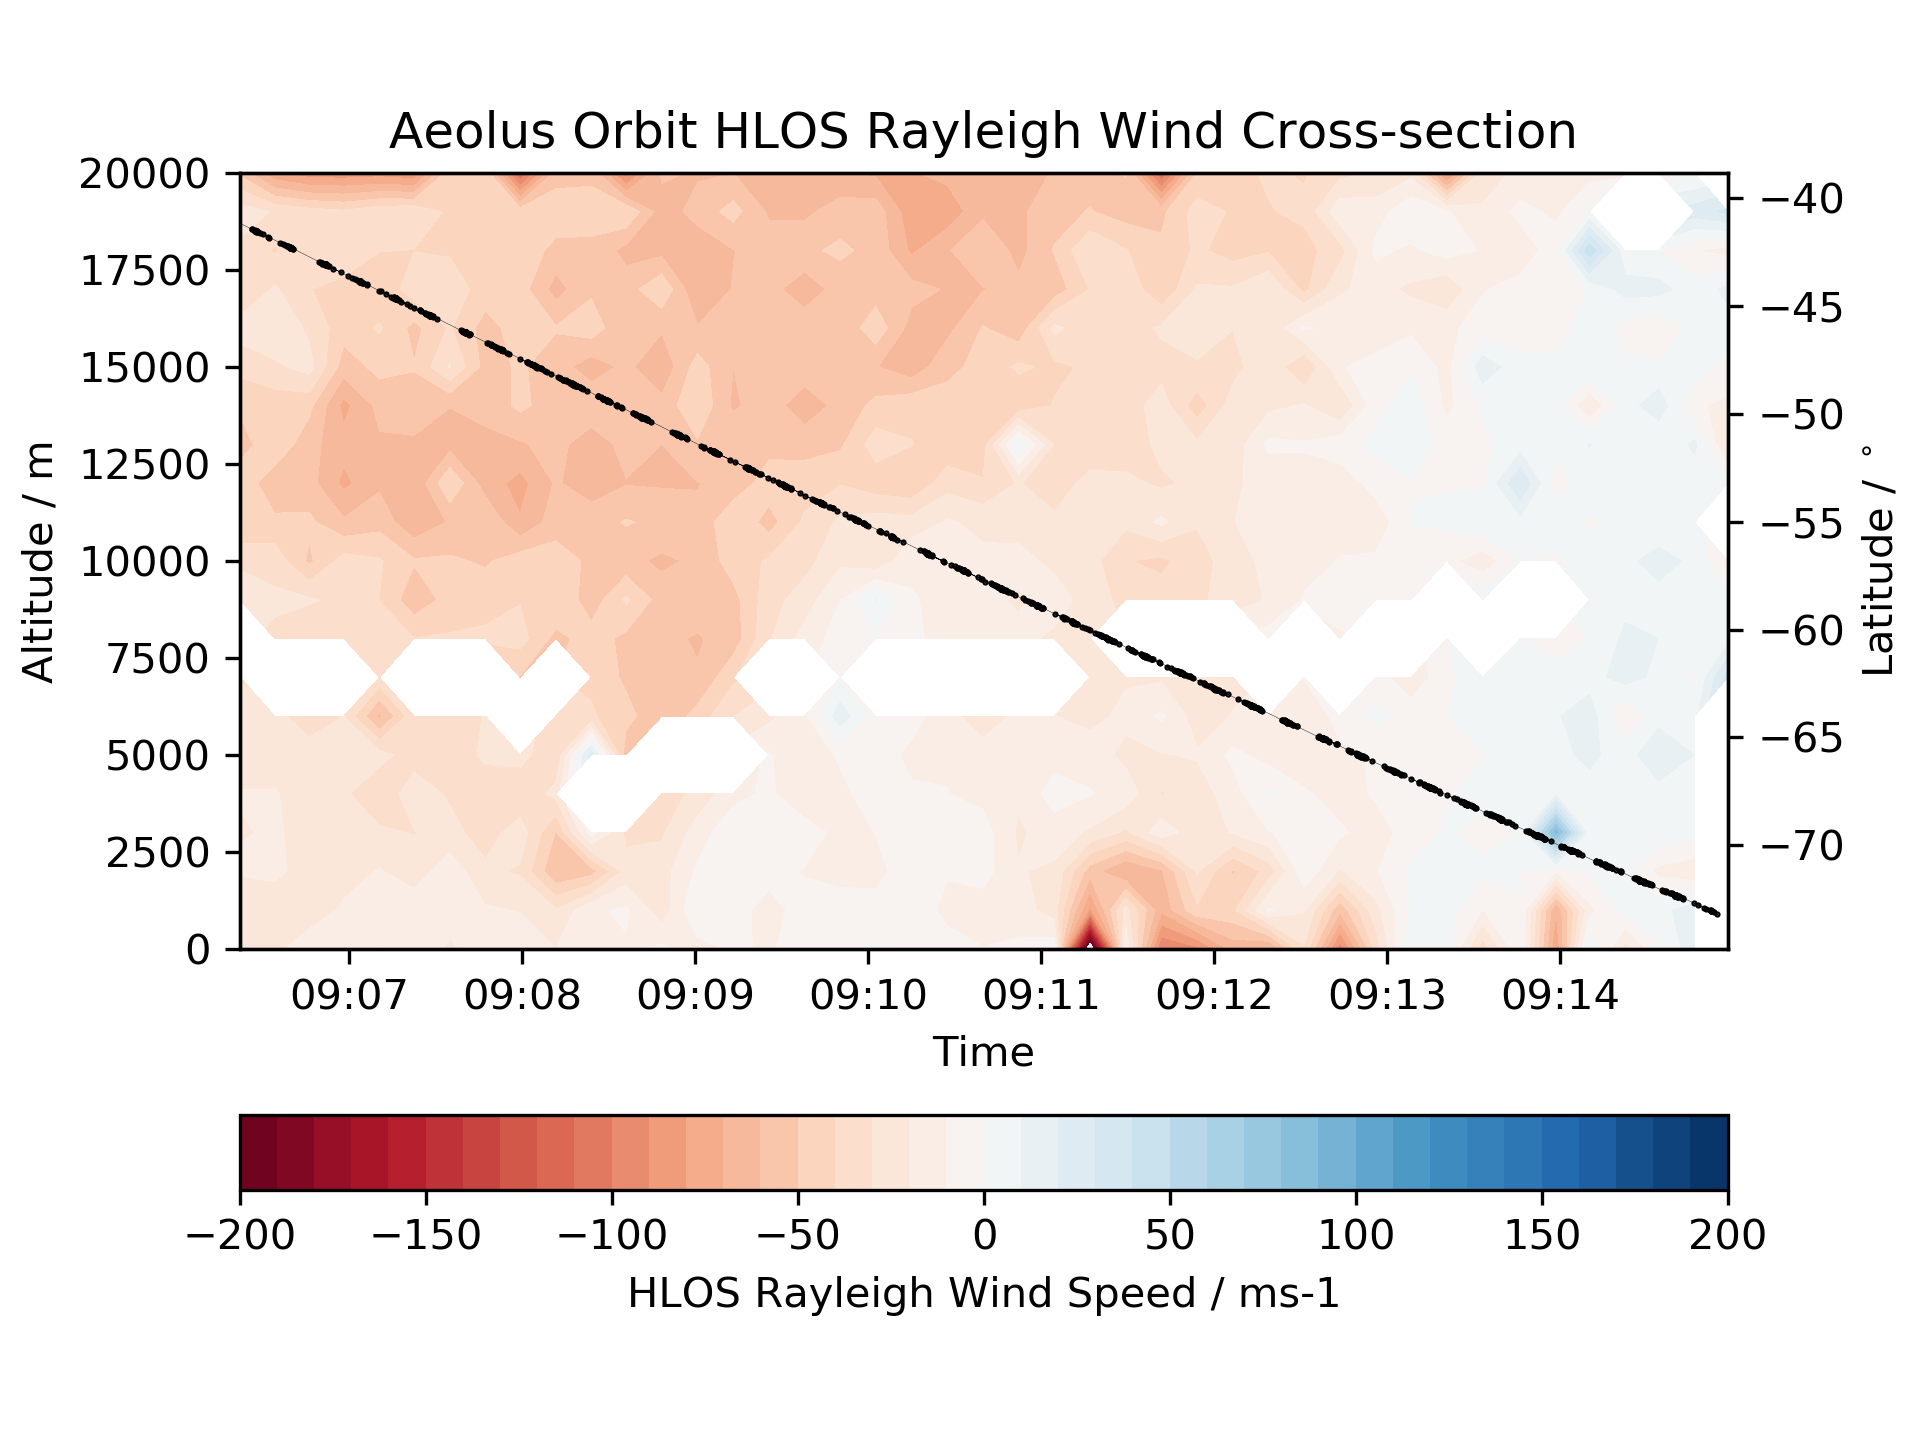 Aeolus Orbit HLOS Rayleigh Wind Cross-section
20000
17500
15000
12500
10000
7500
5000
2500
0
Altitude / m
−40
−45
−50
−55
−60
−65
−70
Latitude / °
09:07 09:08 09:09 09:10 09:11 09:12 09:13 09:14
Time
−200 −150 −100 −50 0 50 100 150 200
HLOS Rayleigh Wind Speed / ms-1